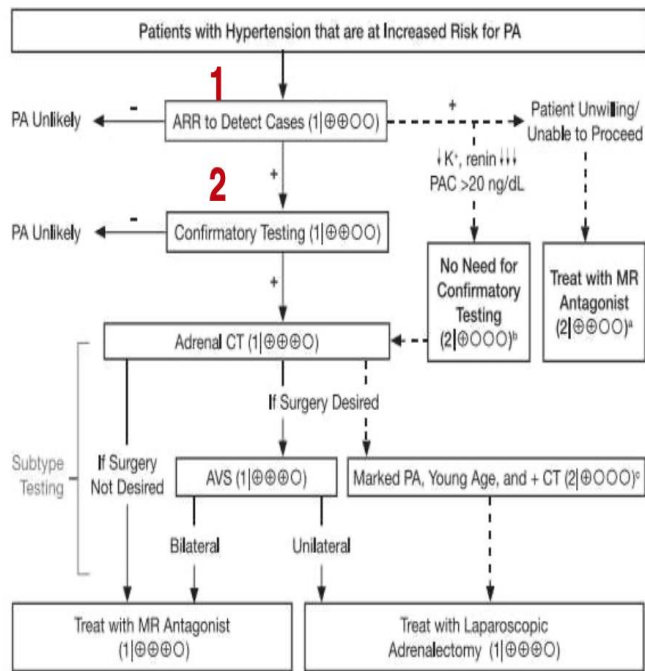 Patients with Hypertension that are at Increased Risk for PA
1
PA Unlikely
-
ARR to Detect Cases (1|⊕⊕○○)
+
Patient Unwilling/
Unable to Proceed
↓K⁺, renin ↓↓↓
PAC >20 ng/dL
2
+
PA Unlikely
-
Confirmatory Testing (1|⊕⊕○○)
No Need for
Confirmatory
Testing
(2|⊕○○○)ᵇ
Treat with MR
Antagonist
(2|⊕⊕○○)ᵃ
+
Adrenal CT (1|⊕⊕⊕○)
If Surgery Desired
Subtype
Testing
If Surgery
Not Desired
AVS (1|⊕⊕⊕○)
Marked PA, Young Age, and + CT (2|⊕○○○)ᶜ
Bilateral
Unilateral
Treat with MR Antagonist
(1|⊕⊕⊕○)
Treat with Laparoscopic
Adrenalectomy (1|⊕⊕⊕○)